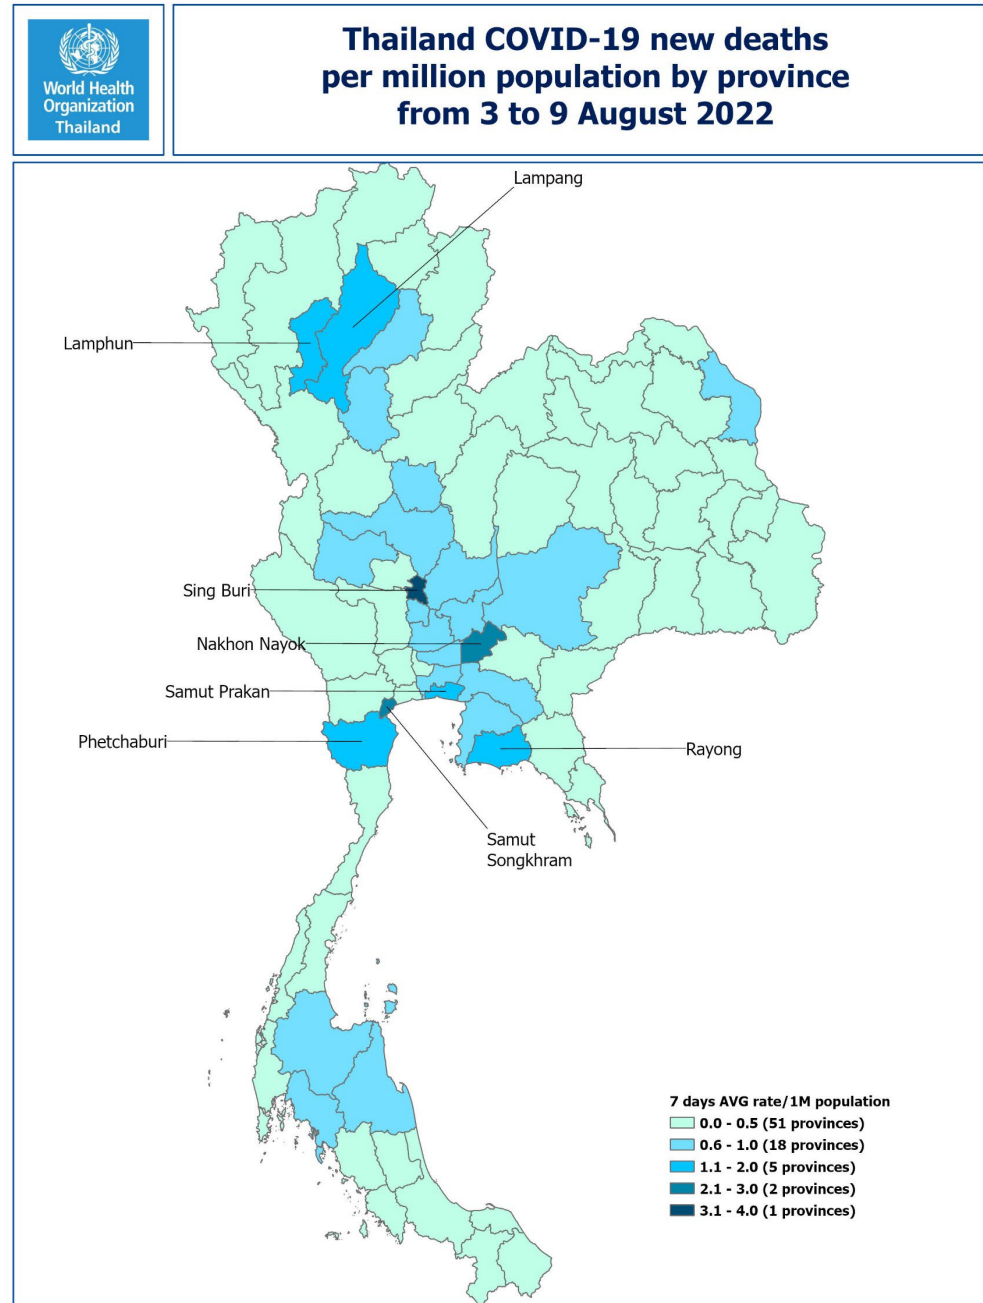 World Health
Organization
Thailand
Thailand COVID-19 new deaths
per million population by province
from 3 to 9 August 2022
Lampang
Lamphun
Sing Buri
Nakhon Nayok
Samut Prakan
Phetchaburi
Rayong
Samut
Songkhram
7 days AVG rate/1M population
0.0 - 0.5 (51 provinces)
0.6 - 1.0 (18 provinces)
1.1 - 2.0 (5 provinces)
2.1 - 3.0 (2 provinces)
3.1 - 4.0 (1 provinces)